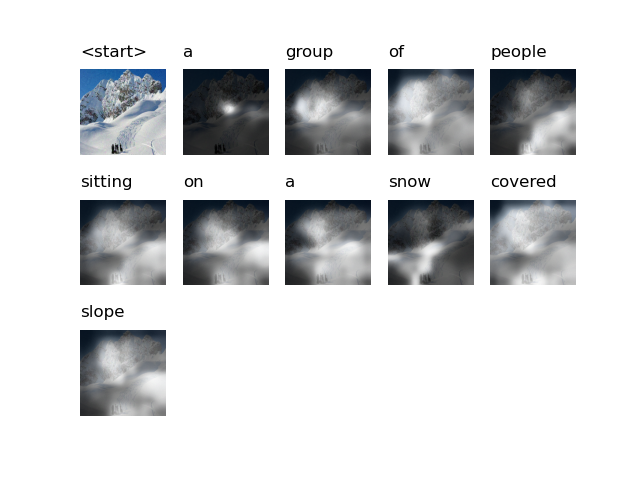 <start> a group of people
sitting on a snow covered
slope